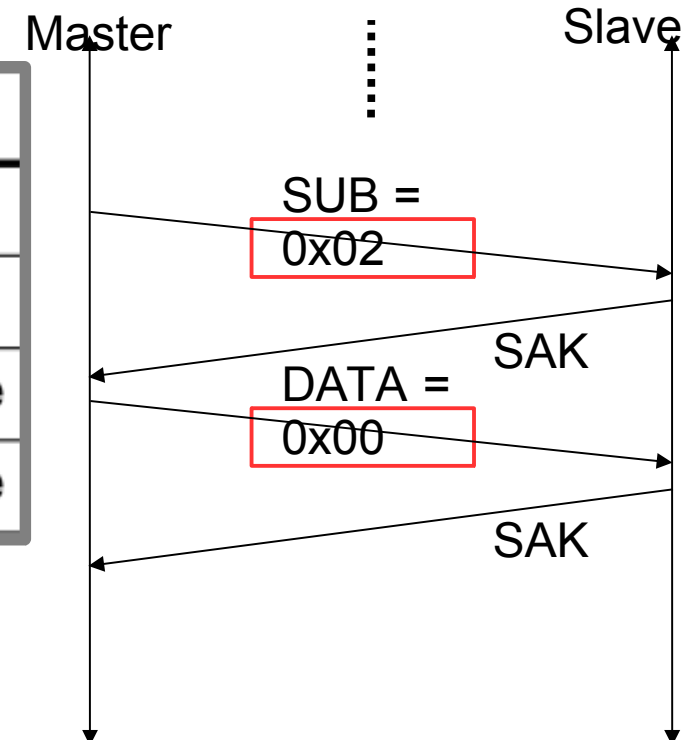 Master
Slave
SUB =
0x02
SAK
DATA =
0x00
SAK